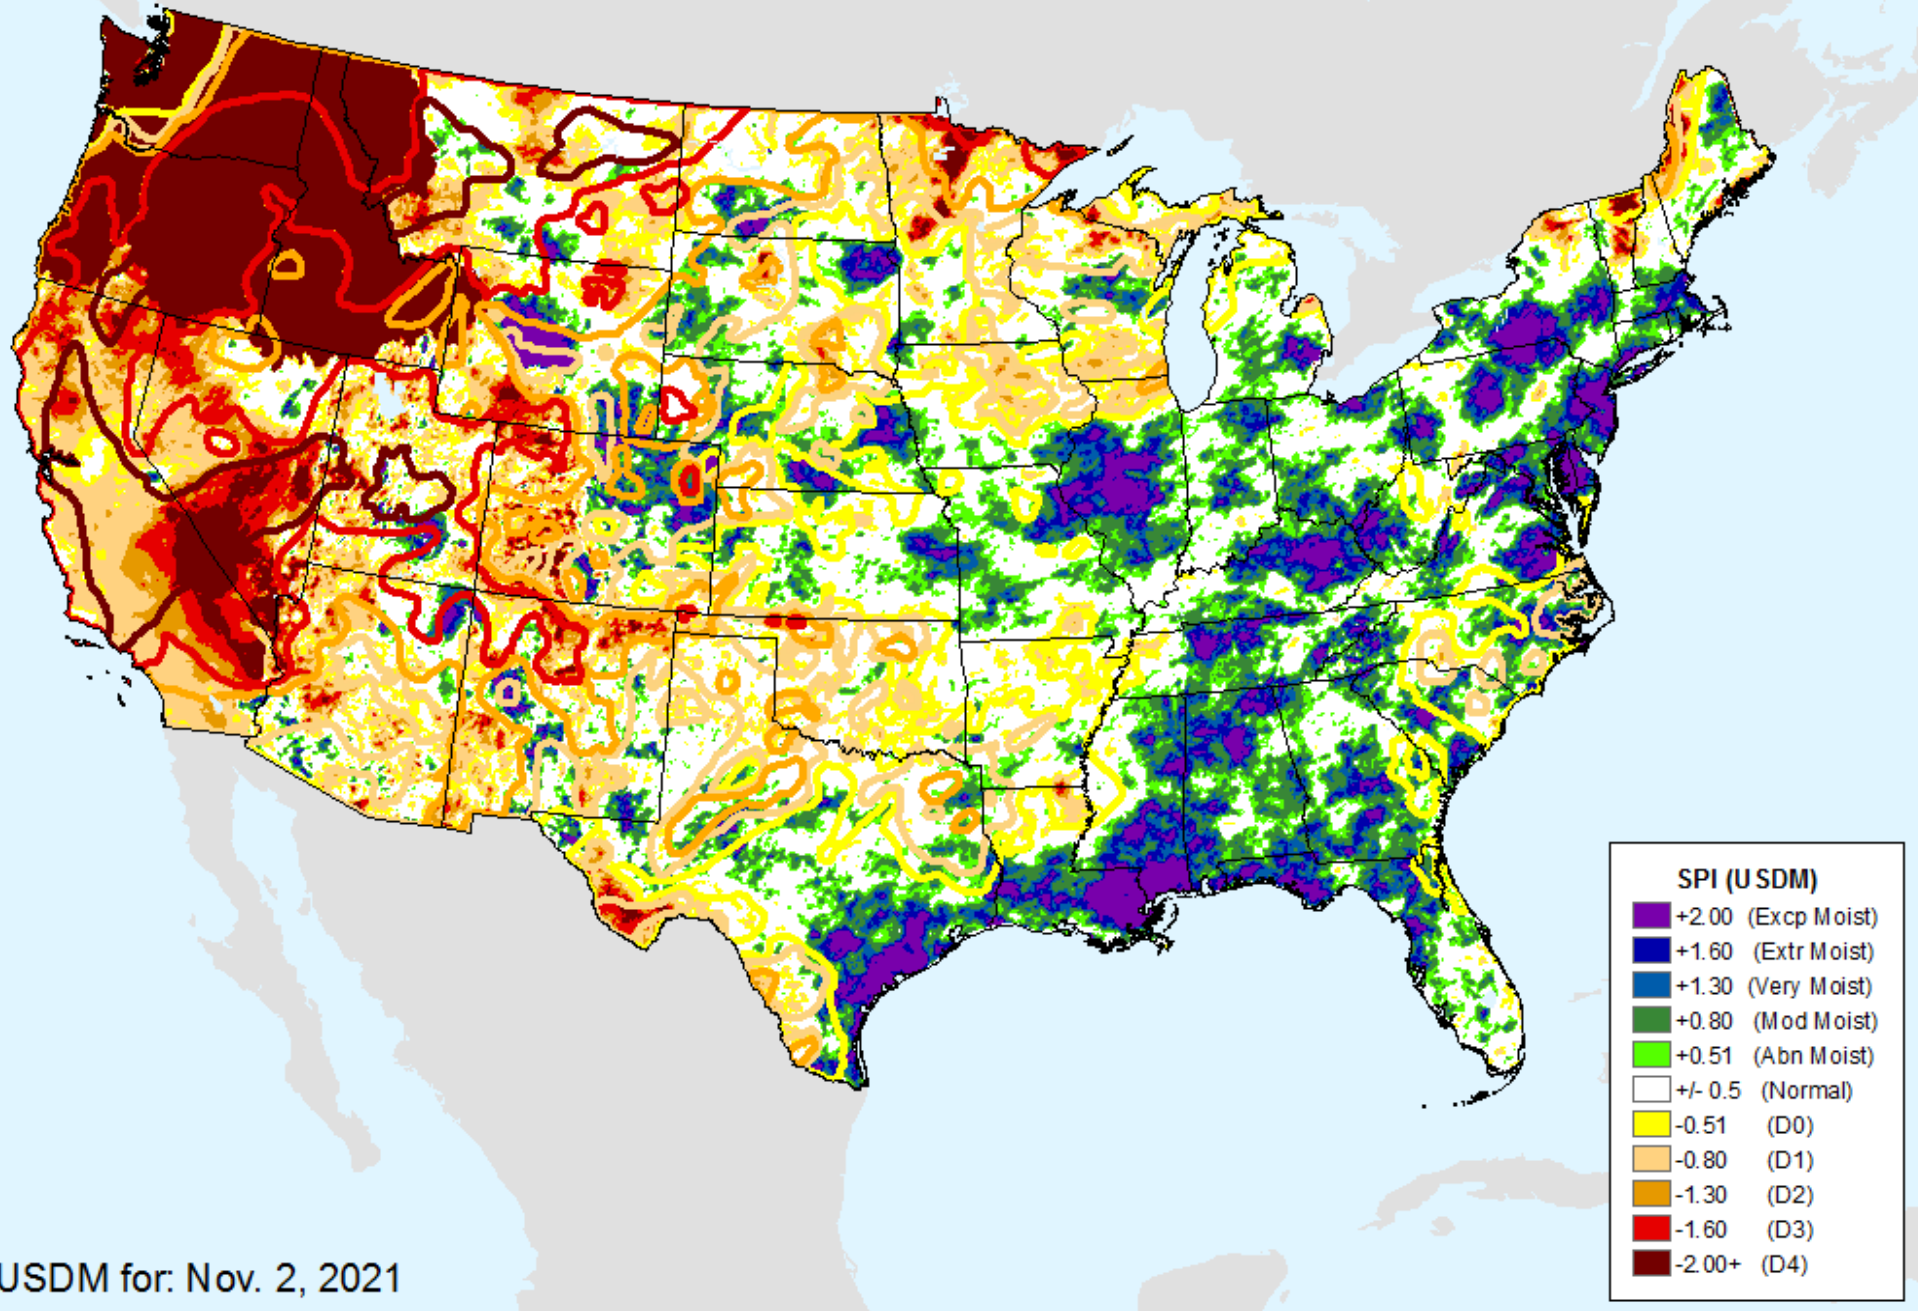 SPI (USDM)
+2.00 (Excp Moist)
+1.60 (Extr Moist)
+1.30 (Very Moist)
+0.80 (Mod Moist)
+0.51 (Abn Moist)
+/- 0.5 (Normal)
-0.51 (D0)
-0.80 (D1)
-1.30 (D2)
-1.60 (D3)
-2.00+ (D4)
USDM for: Nov. 2, 2021